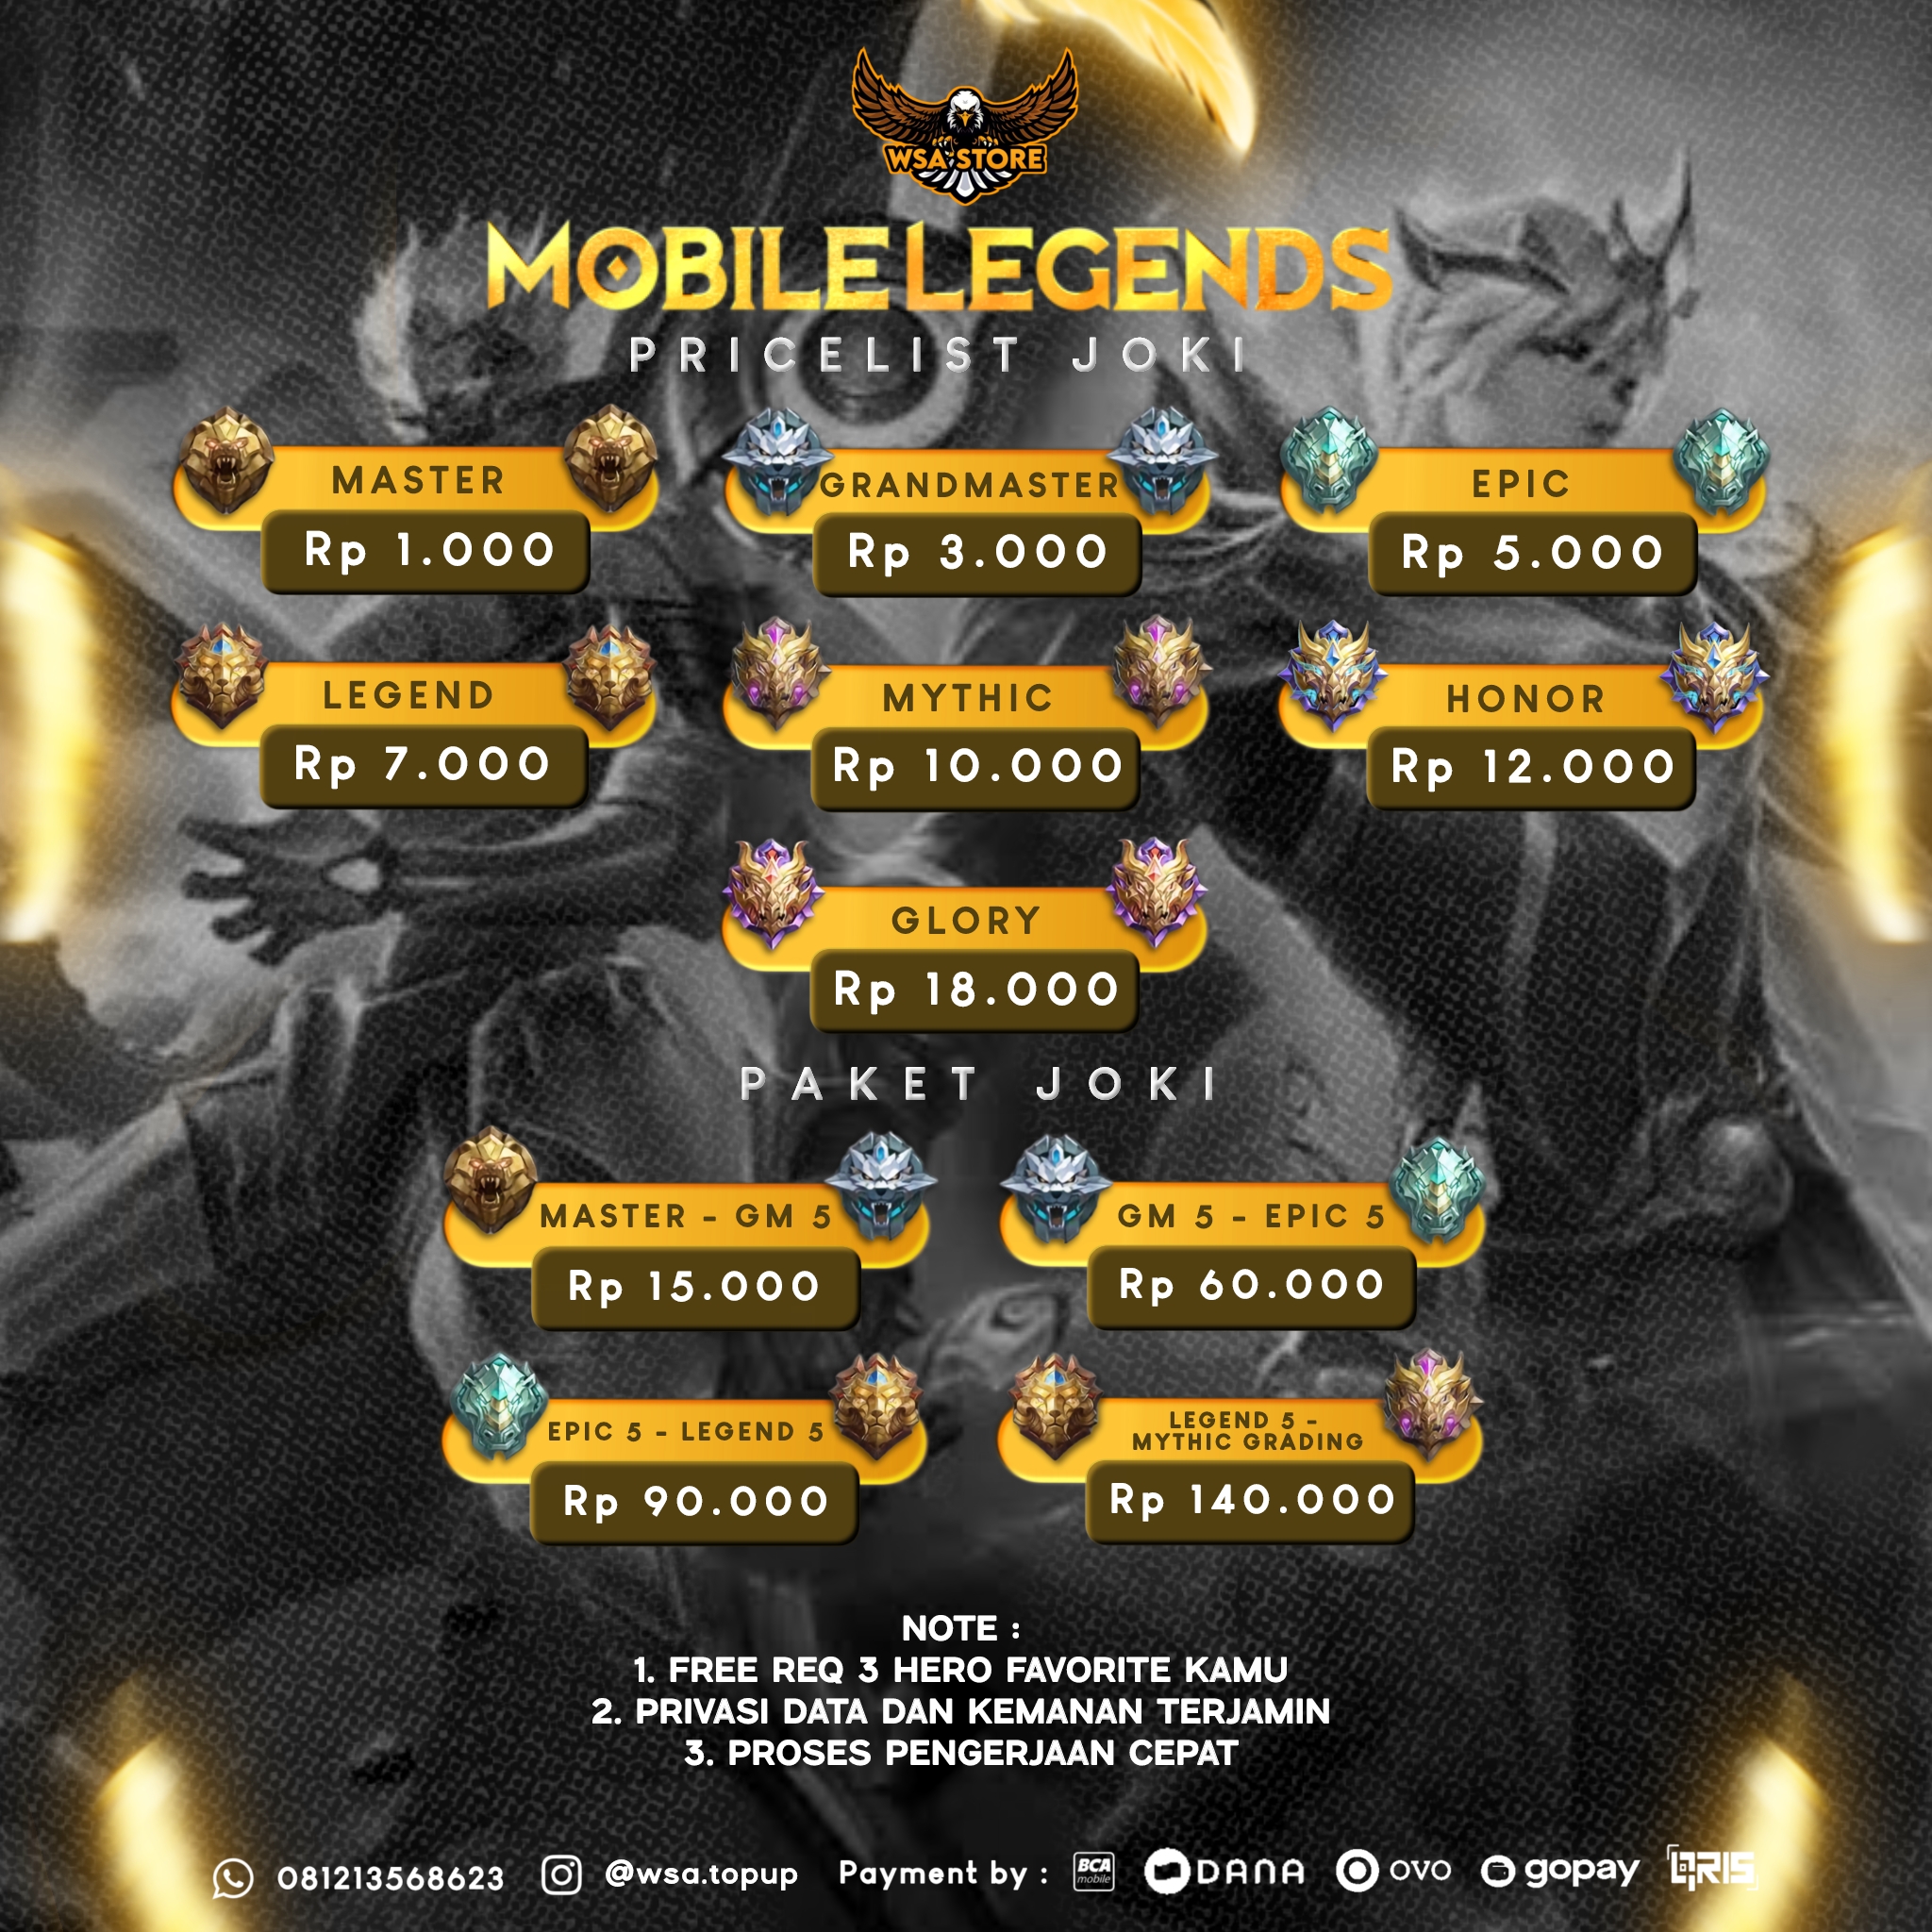 WSA STORE
MOBILE LEGENDS
PRICELIST JOKI
MASTER
Rp 1.000
GRANDMASTER
Rp 3.000
EPIC
Rp 5.000
LEGEND
Rp 7.000
MYTHIC
Rp 10.000
HONOR
Rp 12.000
GLORY
Rp 18.000
PAKET JOKI
MASTER - GM 5
Rp 15.000
GM 5 - EPIC 5
Rp 60.000
EPIC 5 - LEGEND 5
Rp 90.000
LEGEND 5 -
MYTHIC GRADING
Rp 140.000
NOTE :
1. FREE REQ 3 HERO FAVORITE KAMU
2. PRIVASI DATA DAN KEMANAN TERJAMIN
3. PROSES PENGERJAAN CEPAT
081213568623 @wsa.topup Payment by : BCA mobile DANA OVO gopay QRIS